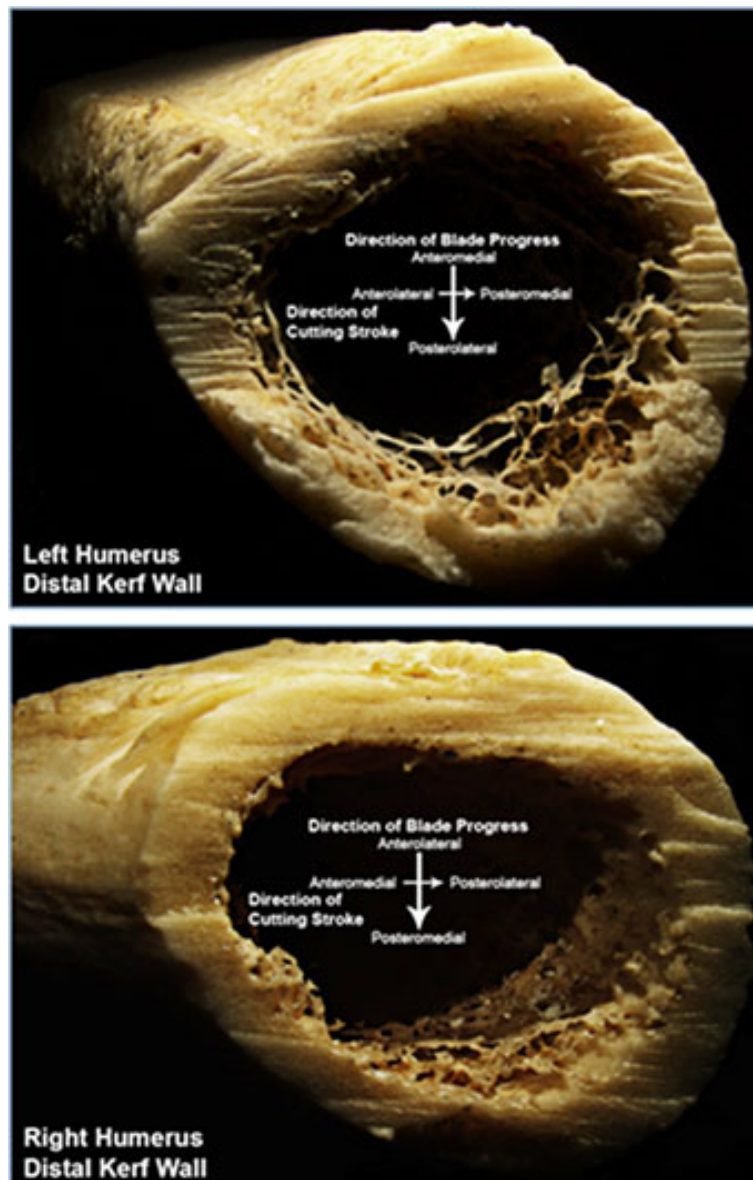 Direction of Blade Progress
Anteromedial
Anterolateral Posteromedial
Direction of
Cutting Stroke
Posterolateral
Left Humerus
Distal Kerf Wall
Direction of Blade Progress
Anterolateral
Anteromedial Posterolateral
Direction of
Cutting Stroke
Posteromedial
Right Humerus
Distal Kerf Wall